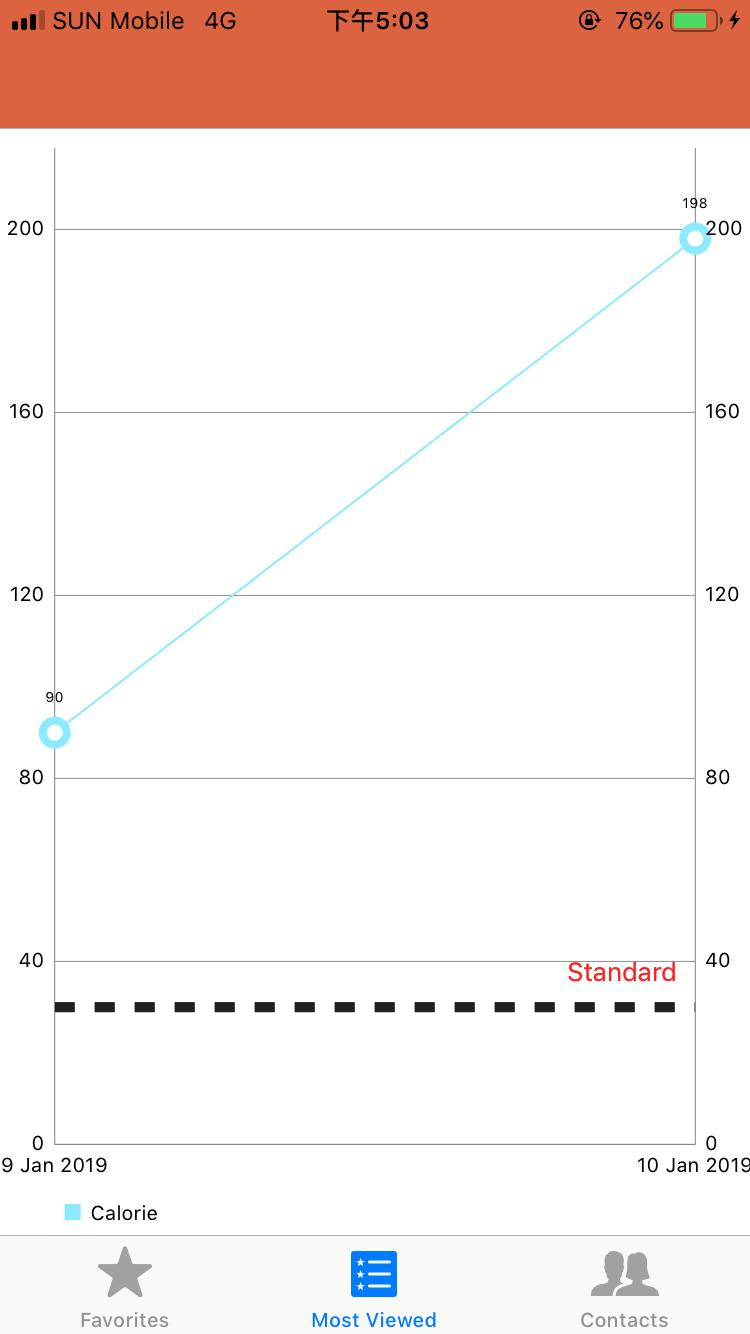 SUN Mobile 4G 下午5:03 76%
198
200 200
160 160
120 120
90
80 80
40 40
Standard
0 0
9 Jan 2019 10 Jan 2019
Calorie
Favorites Most Viewed Contacts